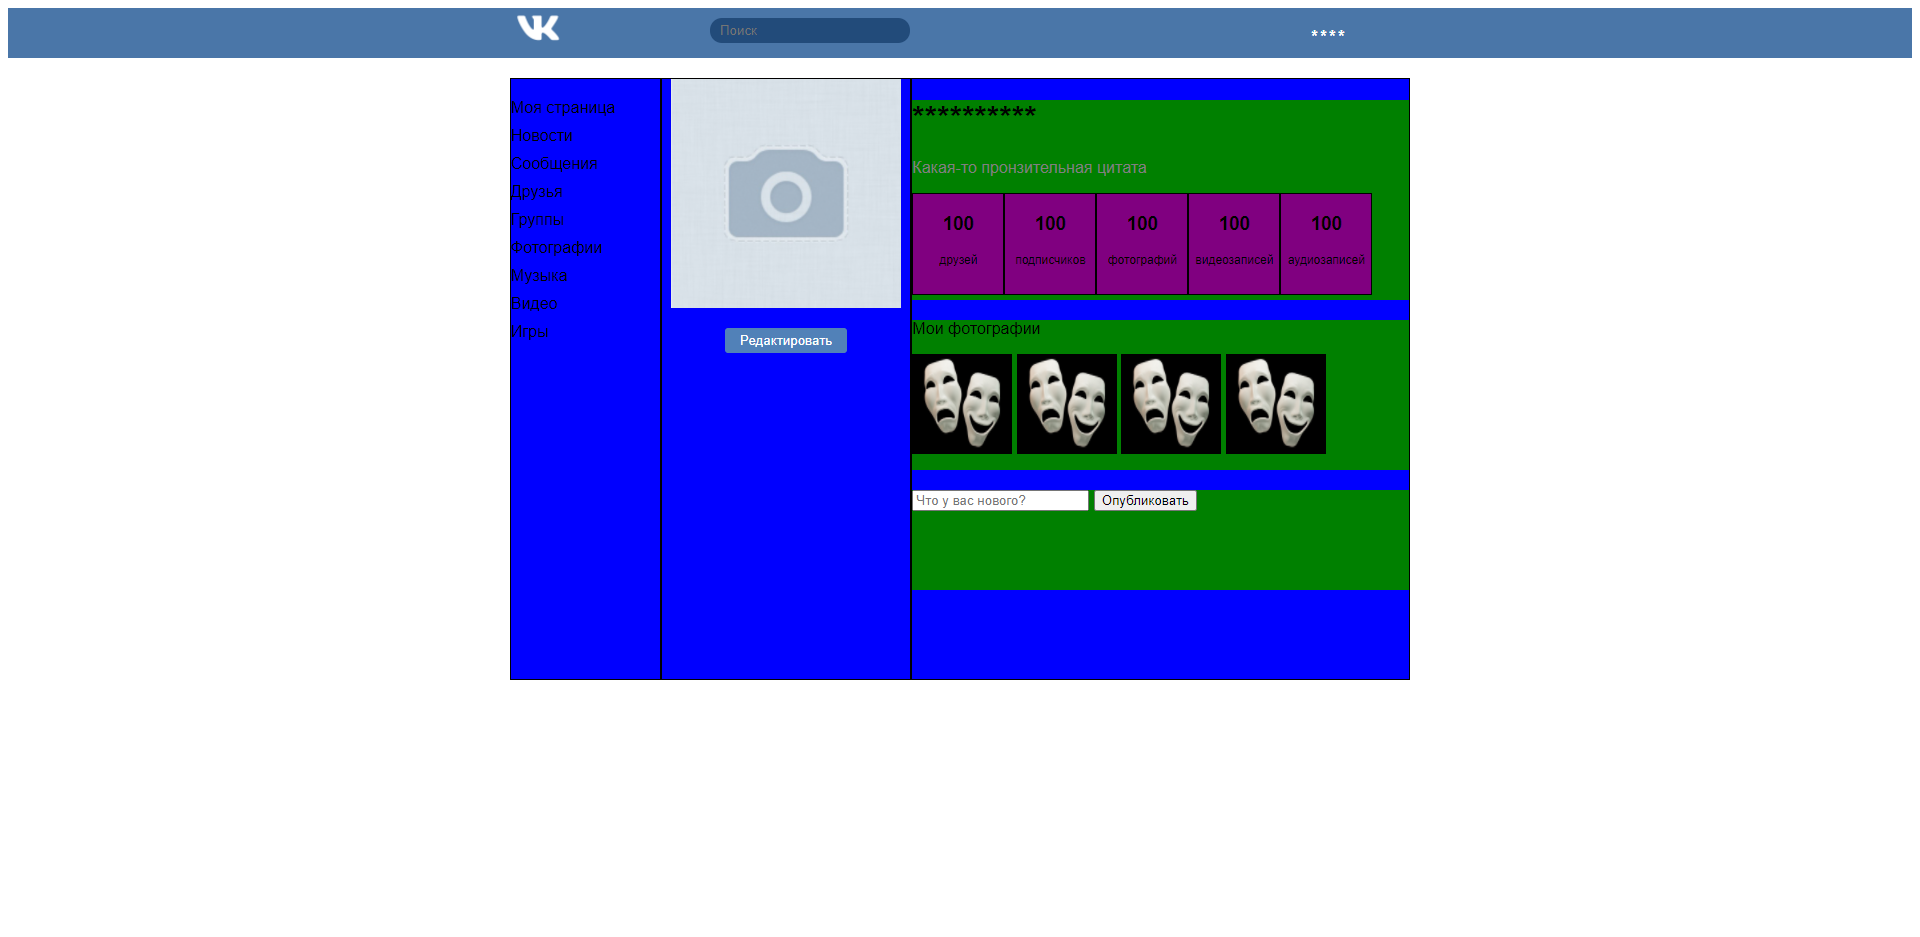 VK
Поиск
****
Моя страница
Новости
Сообщения
Друзья
Группы
Фотографии
Музыка
Видео
Игры
Редактировать
**********
Какая-то пронзительная цитата
100 100 100 100 100
друзей подписчиков фотографий видеозаписей аудиозаписей
Мои фотографии
Что у вас нового? Опубликовать